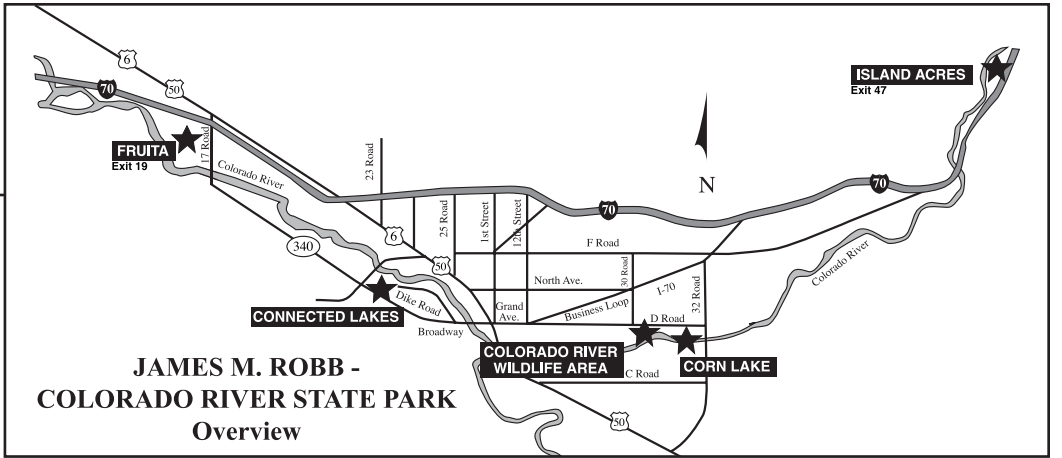 6
50
70
ISLAND ACRES
Exit 47
FRUITA
Exit 19
17 Road
Colorado River
23 Road
N
70
70
340
6
50
25 Road
1st Street
12th Street
F Road
Colorado River
North Ave.
30 Road
I-70
Business Loop
32 Road
CONNECTED LAKES
Dike Road
Grand
Ave.
Broadway
D Road
COLORADO RIVER
WILDLIFE AREA
CORN LAKE
C Road
50
JAMES M. ROBB -
COLORADO RIVER STATE PARK
Overview